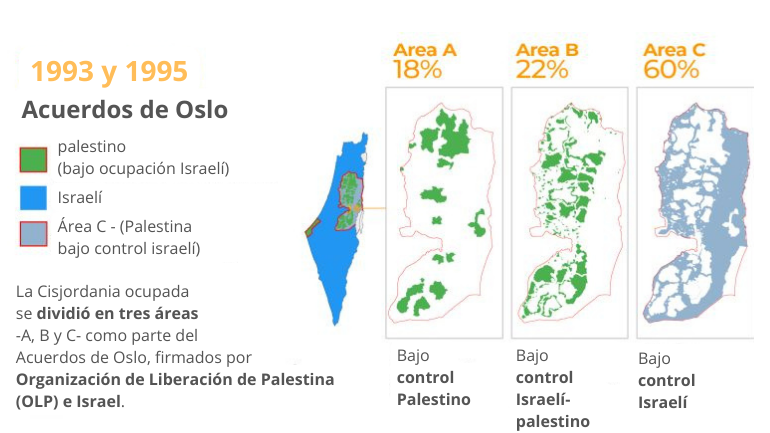 1993 y 1995
Acuerdos de Oslo
palestino
(bajo ocupación Israelí)
Israelí
Área C - (Palestina
bajo control israelí)
La Cisjordania ocupada
se dividió en tres áreas
-A, B y C- como parte del
Acuerdos de Oslo, firmados por
Organización de Liberación de Palestina
(OLP) e Israel.
Area A
18%
Bajo
control
Palestino
Area B
22%
Bajo
control
Israelí-
palestino
Area C
60%
Bajo
control
Israelí